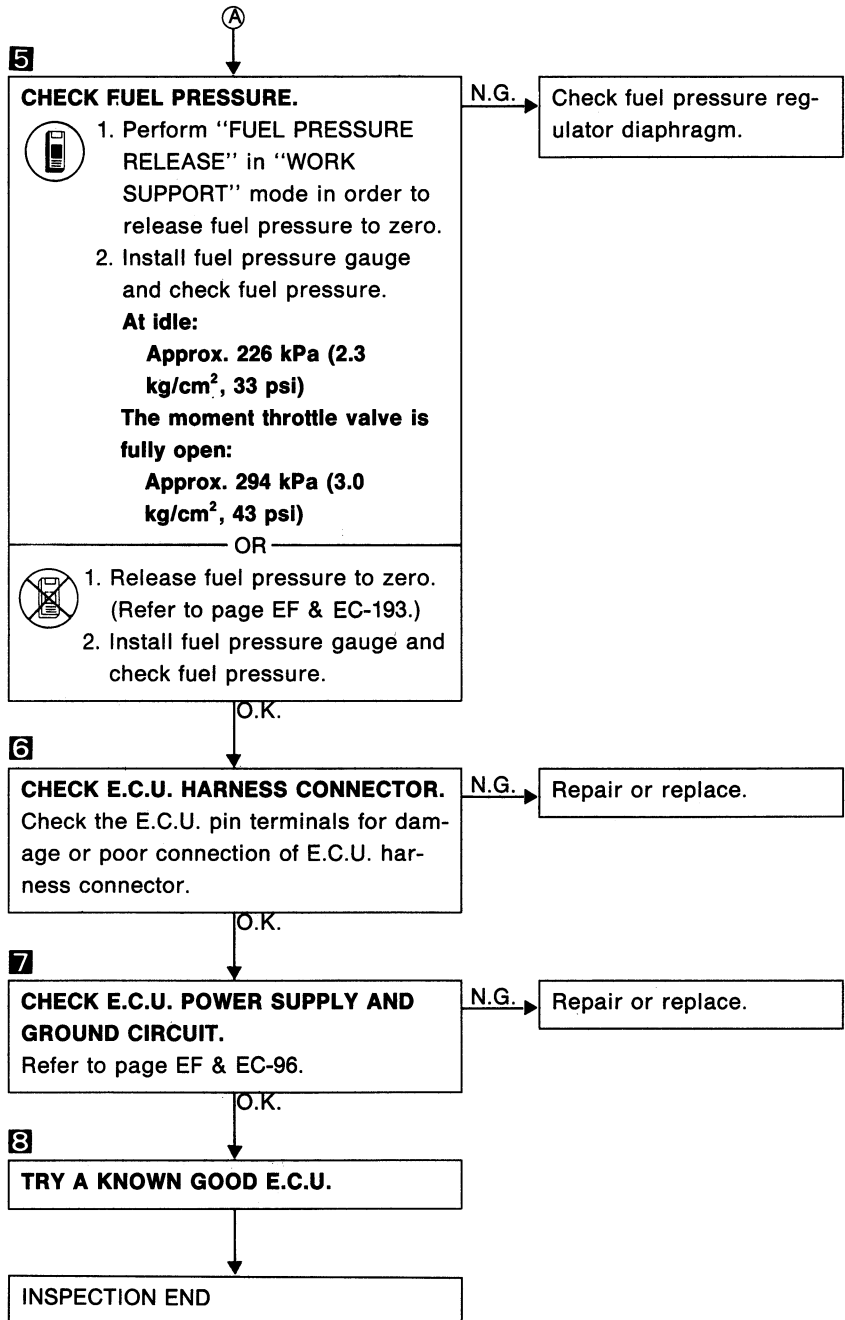 A
5
CHECK FUEL PRESSURE.
1. Perform “FUEL PRESSURE
RELEASE” in “WORK
SUPPORT” mode in order to
release fuel pressure to zero.
2. Install fuel pressure gauge
and check fuel pressure.
At idle:
Approx. 226 kPa (2.3
kg/cm², 33 psi)
The moment throttle valve is
fully open:
Approx. 294 kPa (3.0
kg/cm², 43 psi)
OR
1. Release fuel pressure to zero.
(Refer to page EF & EC-193.)
2. Install fuel pressure gauge and
check fuel pressure.
N.G.
Check fuel pressure reg-
ulator diaphragm.
O.K.
6
CHECK E.C.U. HARNESS CONNECTOR.
Check the E.C.U. pin terminals for dam-
age or poor connection of E.C.U. har-
ness connector.
N.G.
Repair or replace.
O.K.
7
CHECK E.C.U. POWER SUPPLY AND
GROUND CIRCUIT.
Refer to page EF & EC-96.
N.G.
Repair or replace.
O.K.
8
TRY A KNOWN GOOD E.C.U.
INSPECTION END